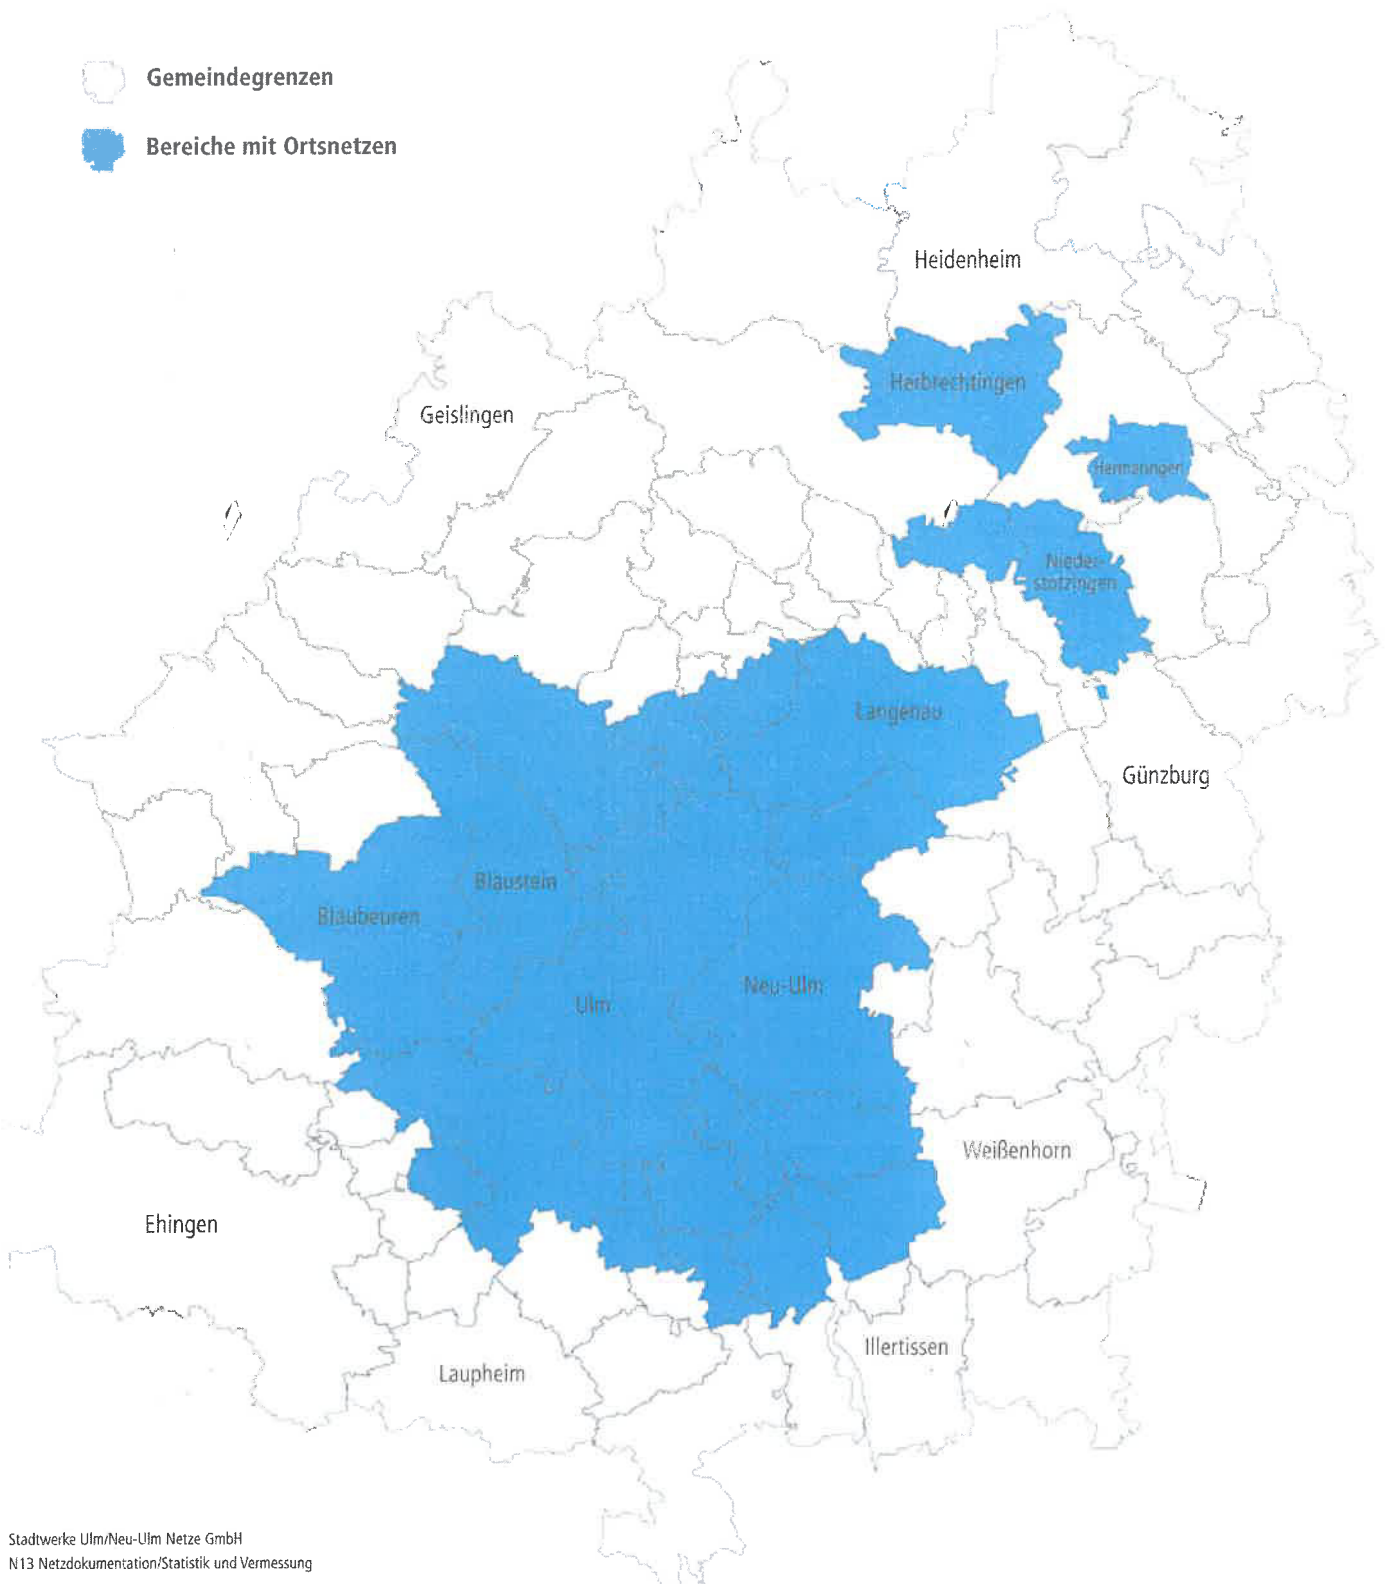 Gemeindegrenzen
Bereiche mit Ortsnetzen
Heidenheim
Herbrechtingen
Geislingen
Hermaringen
Nieder-
stotzingen
Langenau
Günzburg
Blaustein
Blaubeuren
Neu-Ulm
Ulm
Weißenhorn
Ehingen
Illertissen
Laupheim
Stadtwerke Ulm/Neu-Ulm Netze GmbH
N13 Netzdokumentation/Statistik und Vermessung